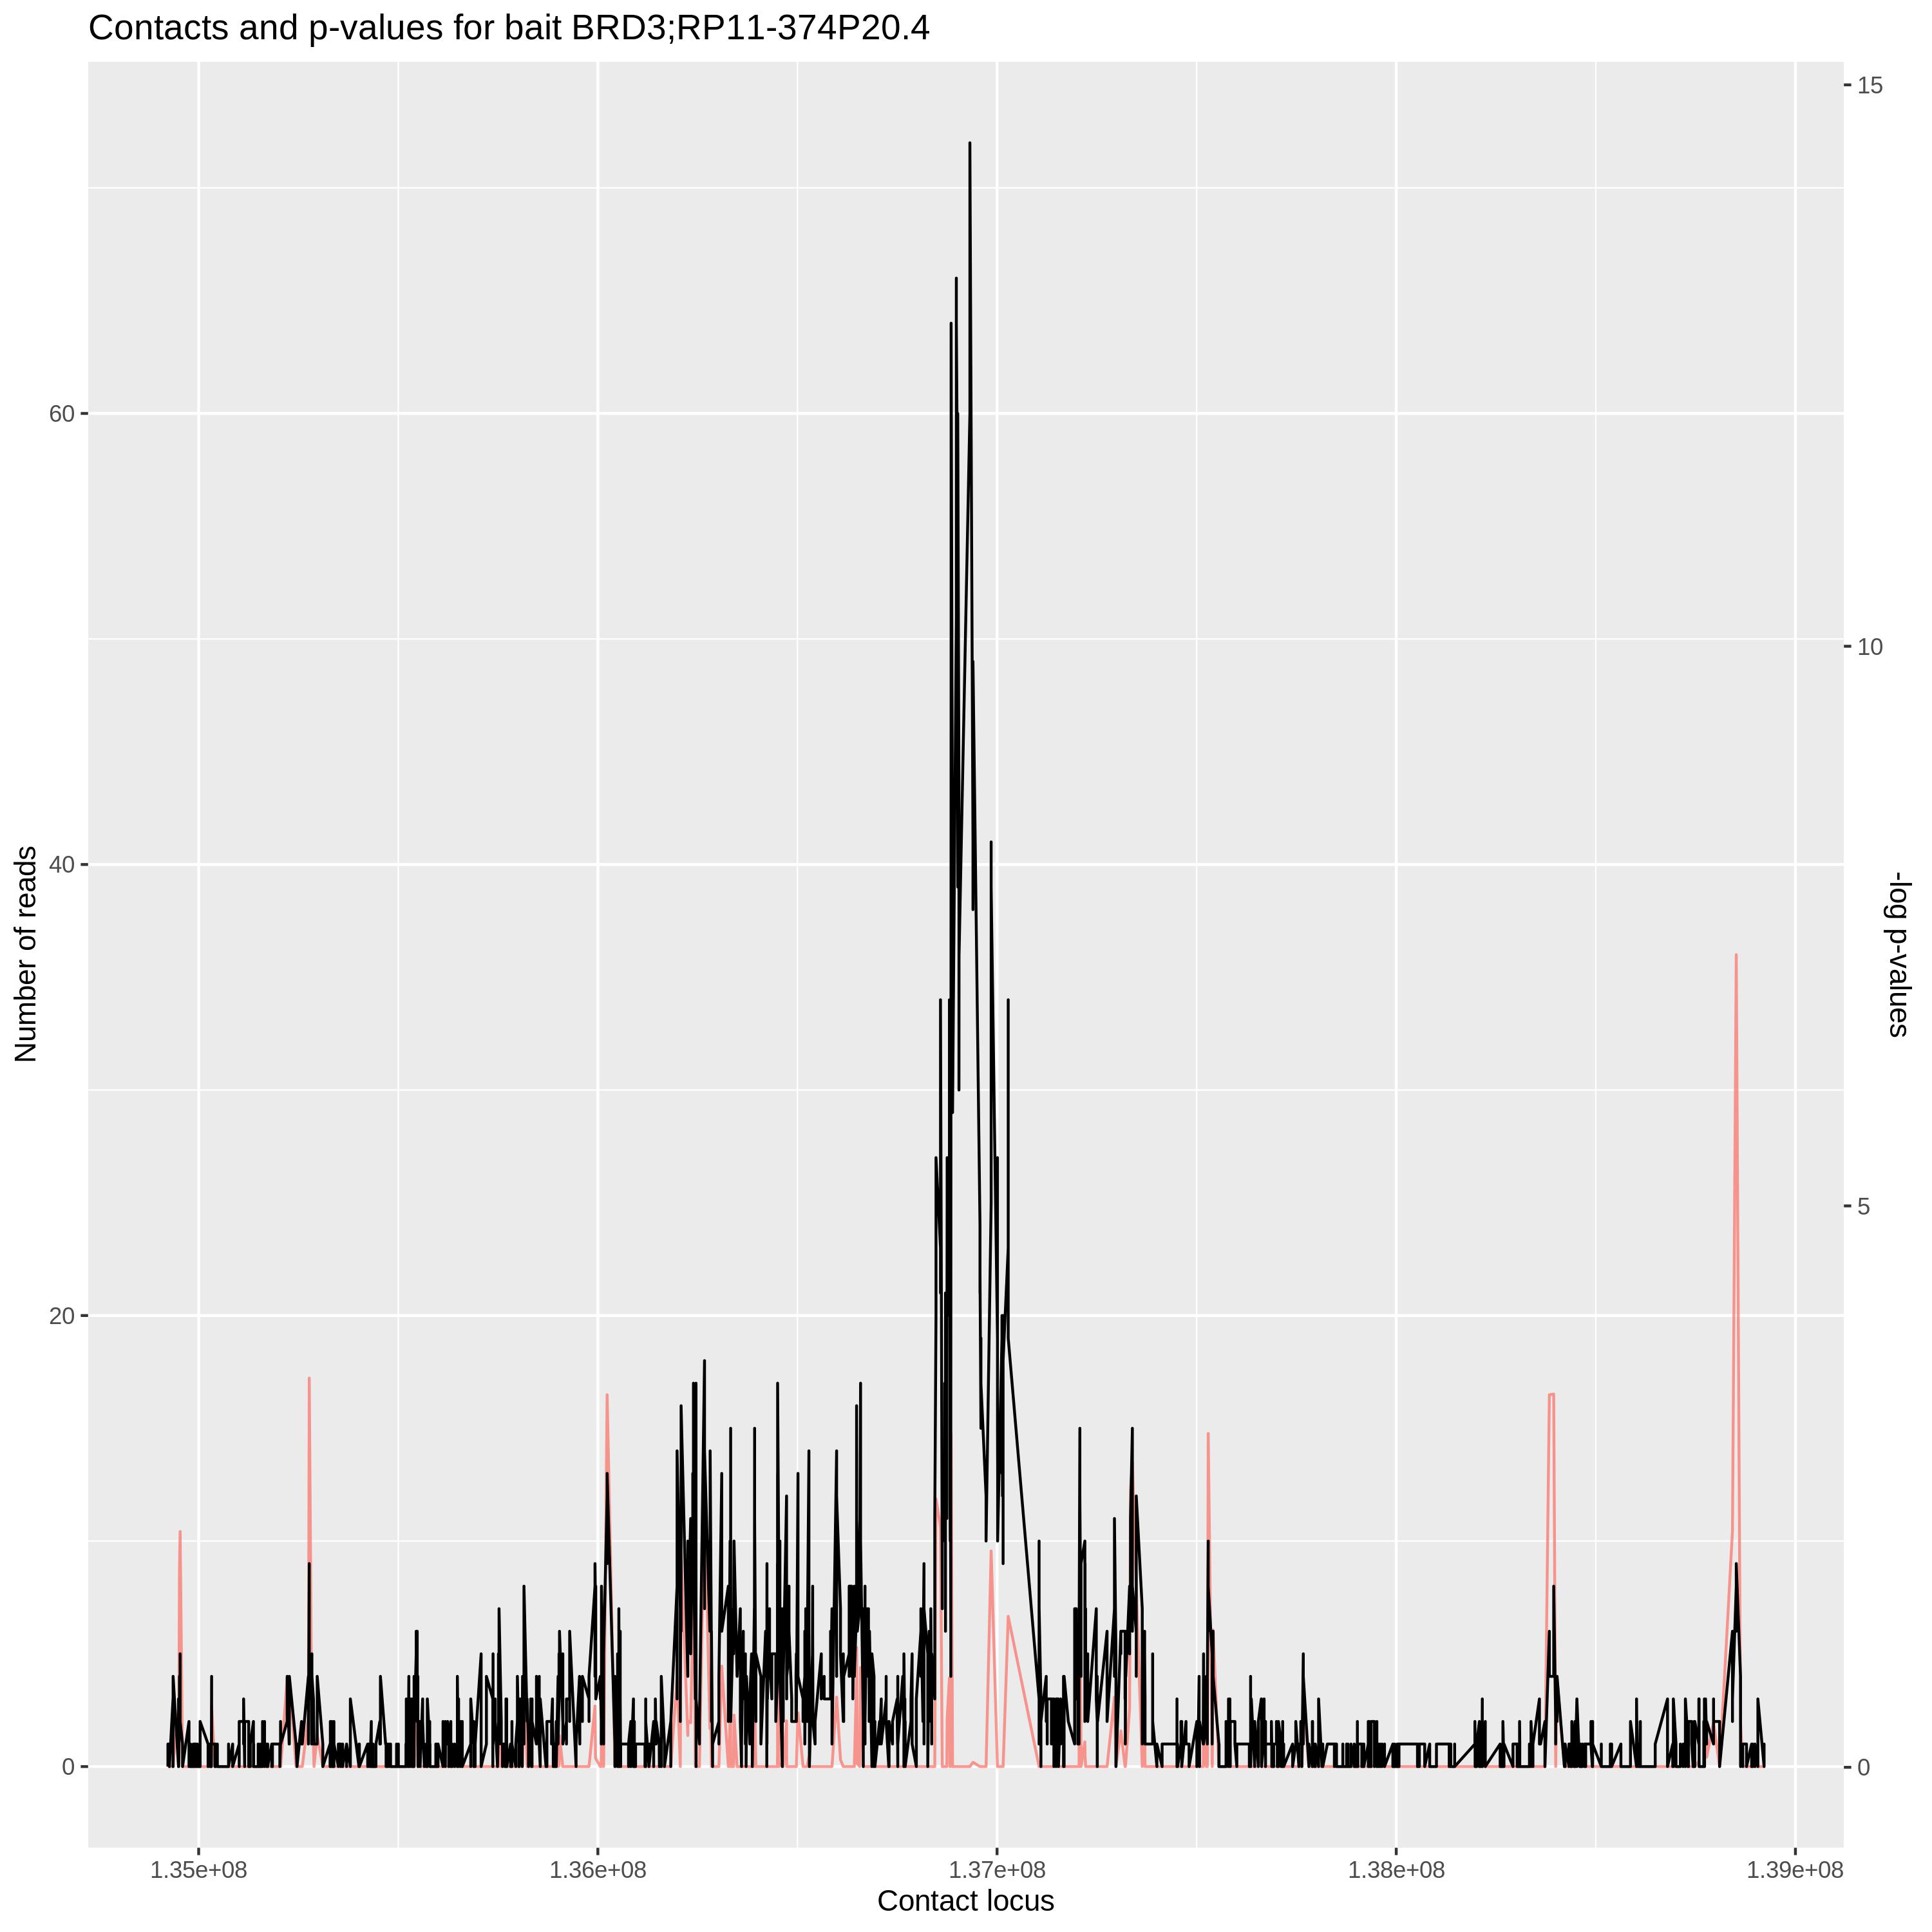 Contacts and p-values for bait BRD3;RP11-374P20.4
15
60
10
40
Number of reads
-log p-values
5
20
0
0
1.35e+08
1.36e+08
1.37e+08
1.38e+08
1.39e+08
Contact locus